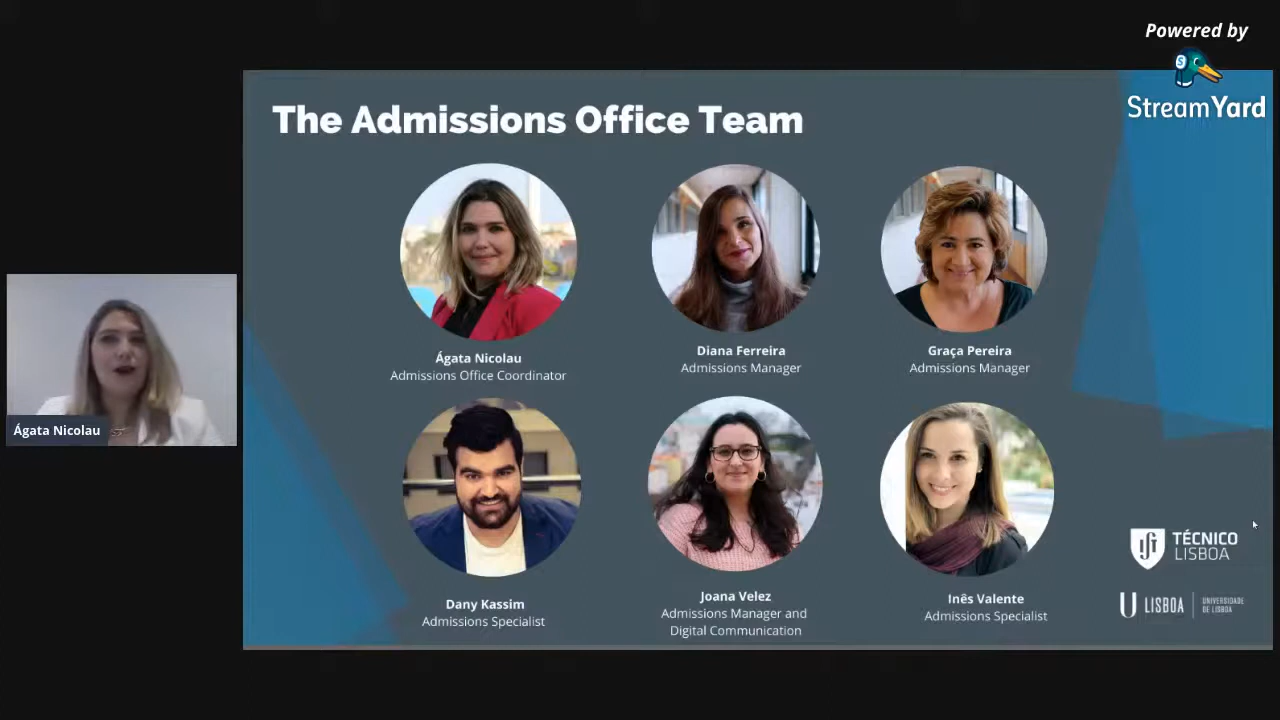 Powered by
StreamYard
The Admissions Office Team
Ágata Nicolau
Admissions Office Coordinator
Diana Ferreira
Admissions Manager
Graça Pereira
Admissions Manager
Ágata Nicolau
Dany Kassim
Admissions Specialist
Joana Velez
Admissions Manager and
Digital Communication
Inês Valente
Admissions Specialist
TÉCNICO
LISBOA
U LISBOA
UNIVERSIDADE
DE LISBOA